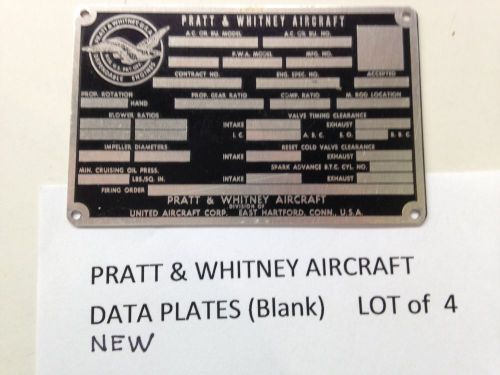 PRATT & WHITNEY AIRCRAFT
PRATT & WHITNEY
DEPENDABLE ENGINES
A.C. OR BU. MODEL A.C. OR BU. NO.
P.W.A. MODEL MFG. NO.
CONTRACT NO. ENG. SPEC. NO. ACCEPTED
PROP. ROTATION PROP. GEAR RATIO COMP. RATIO M. ROD LOCATION
HAND
BLOWER RATIOS VALVE TIMING CLEARANCE
INTAKE EXHAUST
I. C. A. B. C. E. O. B. B. C.
IMPELLER DIAMETERS RESET COLD VALVE CLEARANCE
INTAKE EXHAUST
MIN. CRUISING OIL PRESS. SPARK ADVANCE B.T.C. CYL. NO.
LBS./SQ. IN. INTAKE EXHAUST
FIRING ORDER
PRATT & WHITNEY AIRCRAFT
DIVISION OF
UNITED AIRCRAFT CORP. EAST HARTFORD, CONN., U.S.A.
PRATT & WHITNEY AIRCRAFT
DATA PLATES (Blank) LOT of 4
NEW